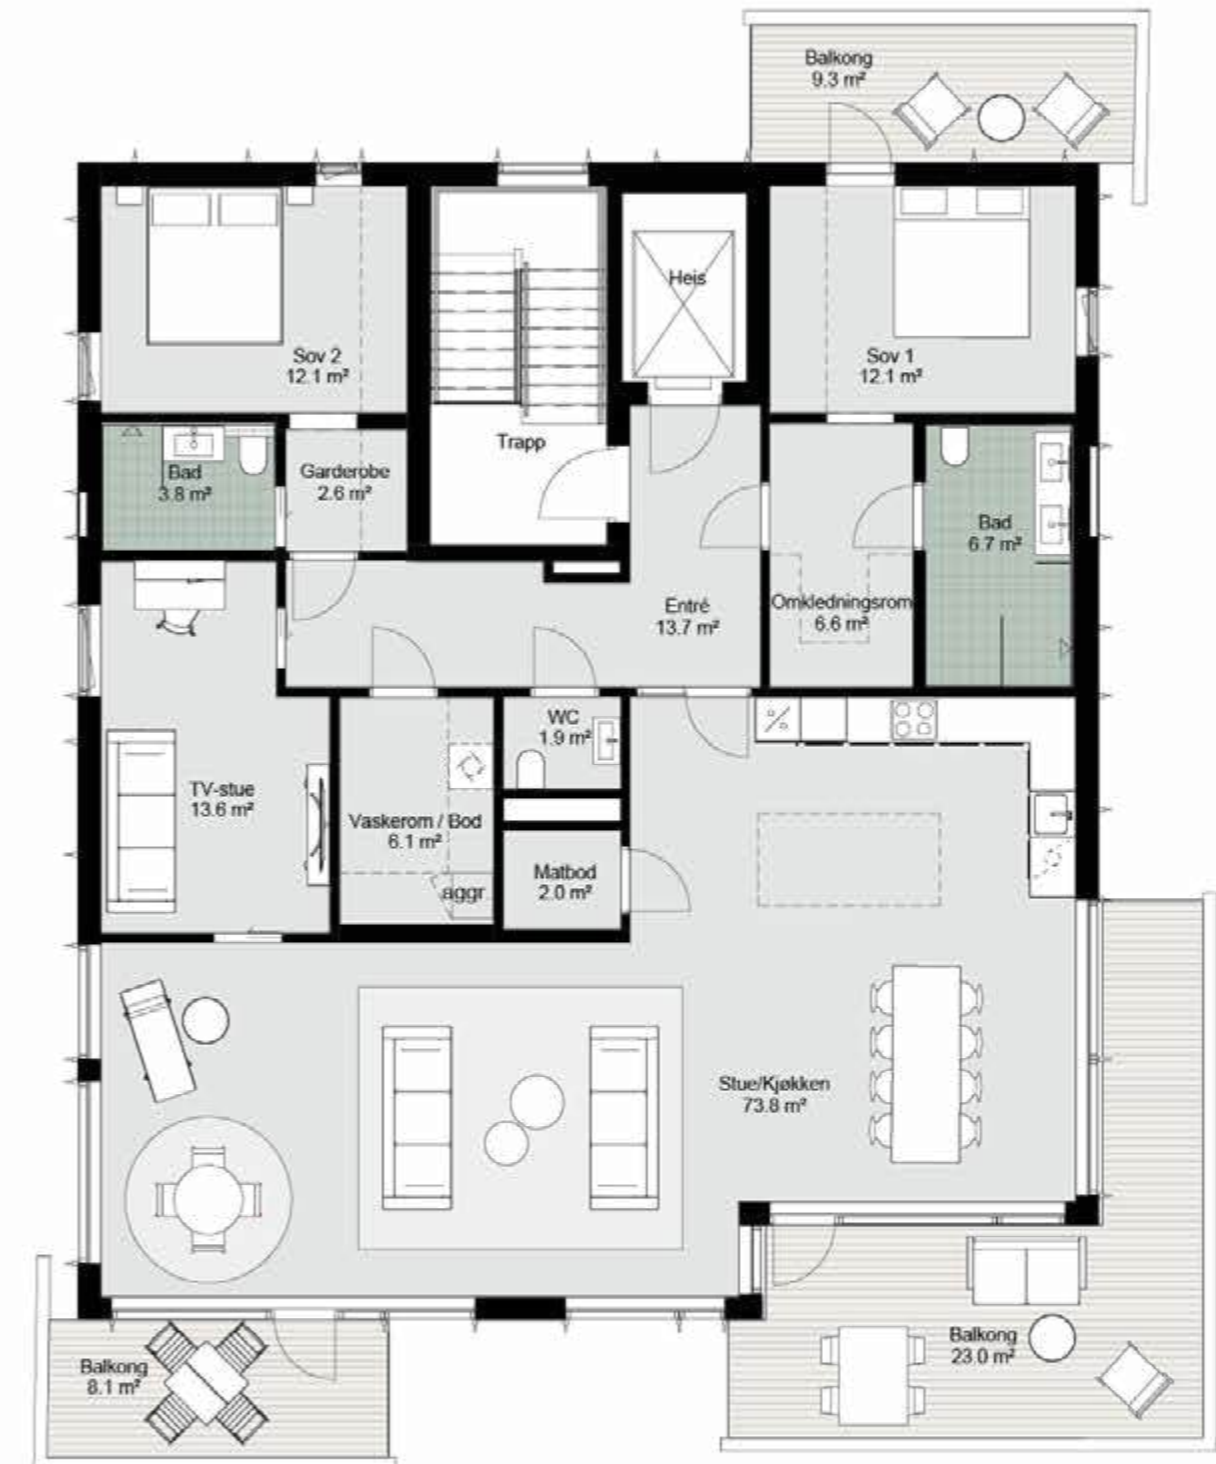 Balkong
9.3 m²
Heis
Sov 2
12.1 m²
Sov 1
12.1 m²
Trapp
Bad
3.8 m²
Garderobe
2.6 m²
Bad
6.7 m²
Entré
13.7 m²
Omkledningsrom
6.6 m²
WC
1.9 m²
TV-stue
13.6 m²
Vaskerom / Bod
6.1 m²
aggr
Matbod
2.0 m²
Stue/Kjøkken
73.8 m²
Balkong
23.0 m²
Balkong
8.1 m²